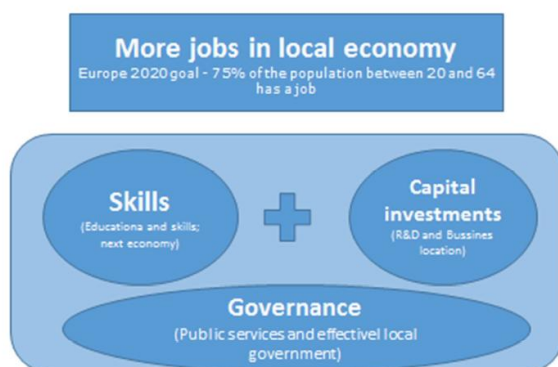 More jobs in local economy
Europe 2020 goal - 75% of the population between 20 and 64
has a job
Skills
(Educationa and skills;
next economy)
Capital
investments
(R&D and Bussines
location)
Governance
(Public services and effectivel local
government)